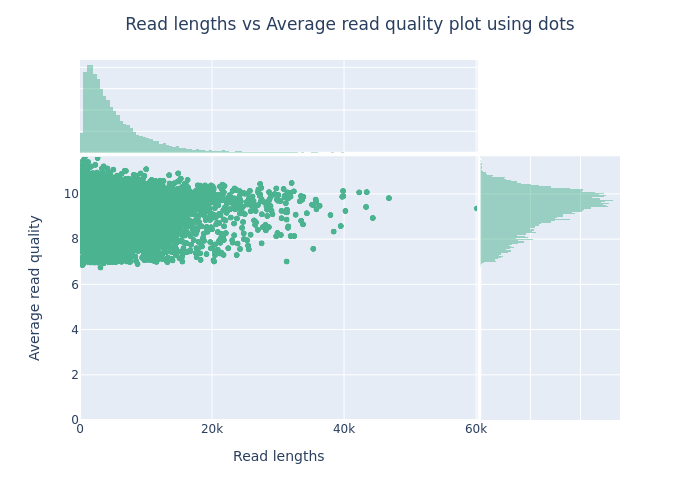 Read lengths vs Average read quality plot using dots
10
8
6
4
2
0
Average read quality
0 20k 40k 60k
Read lengths